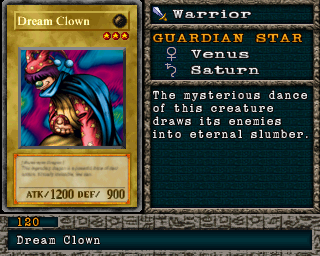 Dream Clown
ATK/1200 DEF/ 900
Warrior
GUARDIAN STAR
Venus
Saturn
The mysterious dance
of this creature
draws its enemies
into eternal slumber.
120
Dream Clown